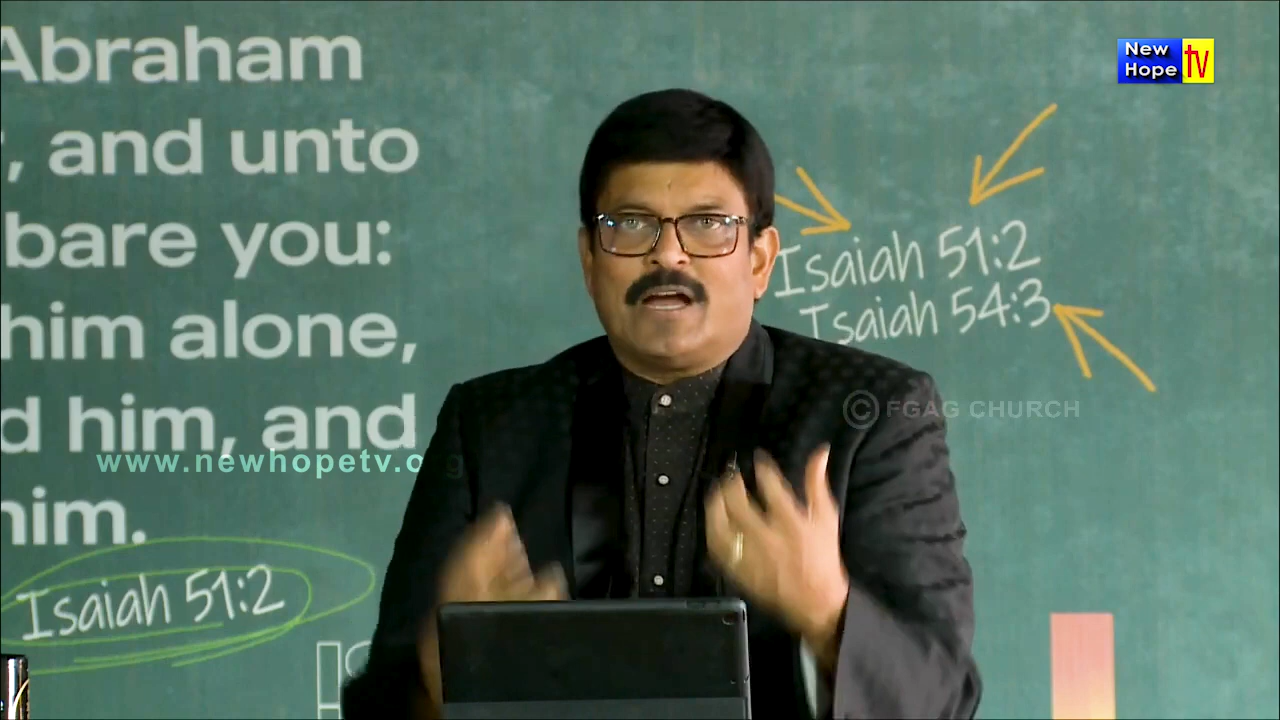 Abraham
, and unto
bare you:
him alone,
d him, and
him.
Isaiah 51:2
Isaiah 51:2
Isaiah 54:3
New
Hope
TV
© FGAG CHURCH
www.newhopetv.org